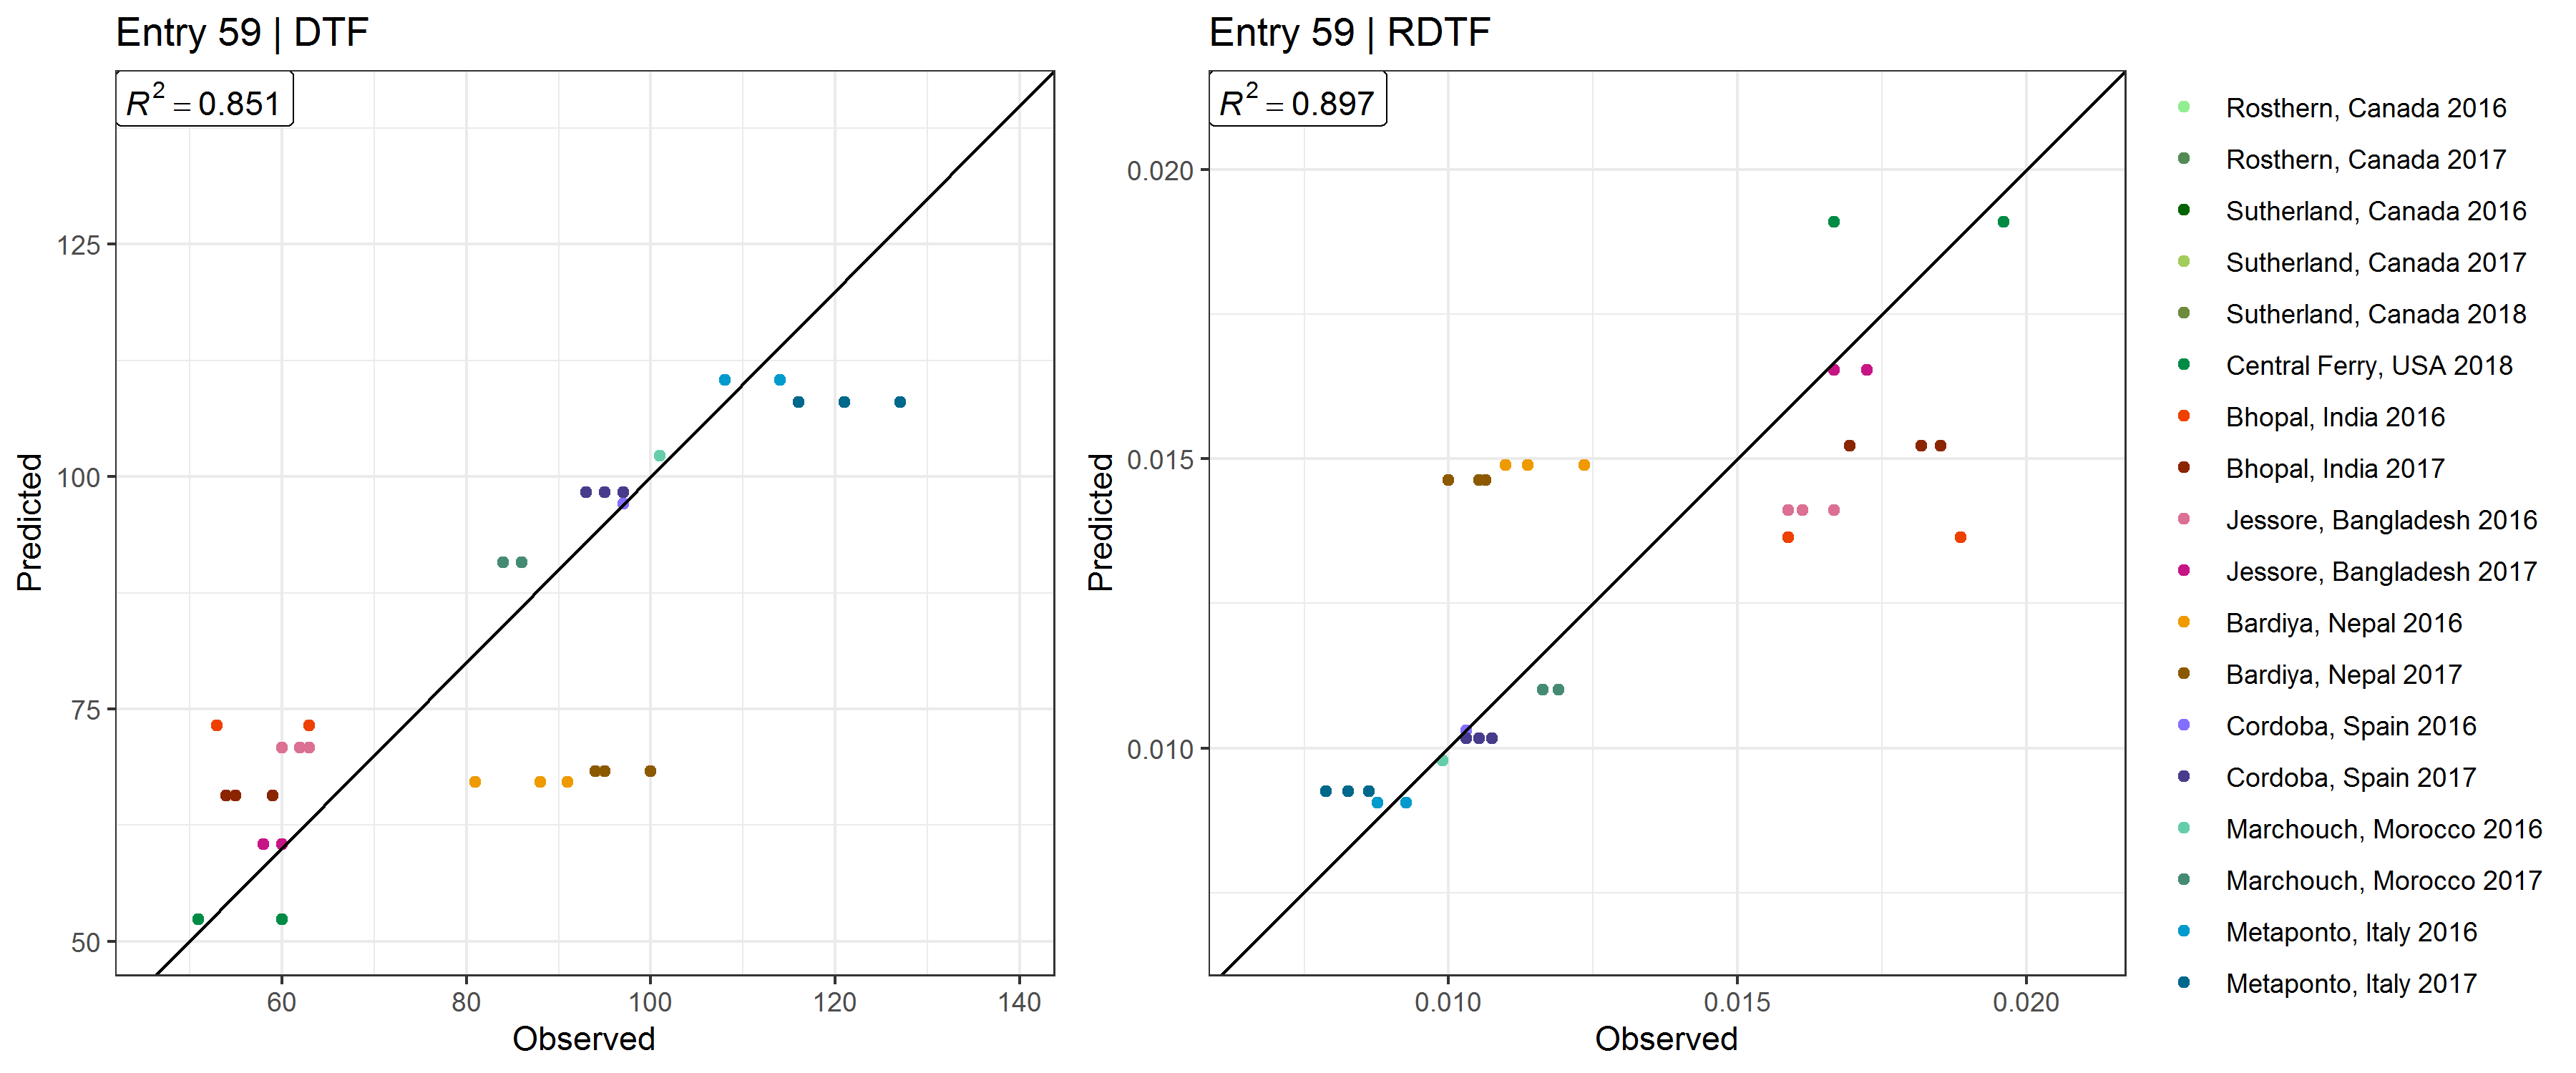 Entry 59 | DTF
R² = 0.851
125
100
75
50
Predicted
60 80 100 120 140
Observed
Entry 59 | RDTF
R² = 0.897
0.020
0.015
0.010
Predicted
0.010 0.015 0.020
Observed
Rosthern, Canada 2016
Rosthern, Canada 2017
Sutherland, Canada 2016
Sutherland, Canada 2017
Sutherland, Canada 2018
Central Ferry, USA 2018
Bhopal, India 2016
Bhopal, India 2017
Jessore, Bangladesh 2016
Jessore, Bangladesh 2017
Bardiya, Nepal 2016
Bardiya, Nepal 2017
Cordoba, Spain 2016
Cordoba, Spain 2017
Marchouch, Morocco 2016
Marchouch, Morocco 2017
Metaponto, Italy 2016
Metaponto, Italy 2017